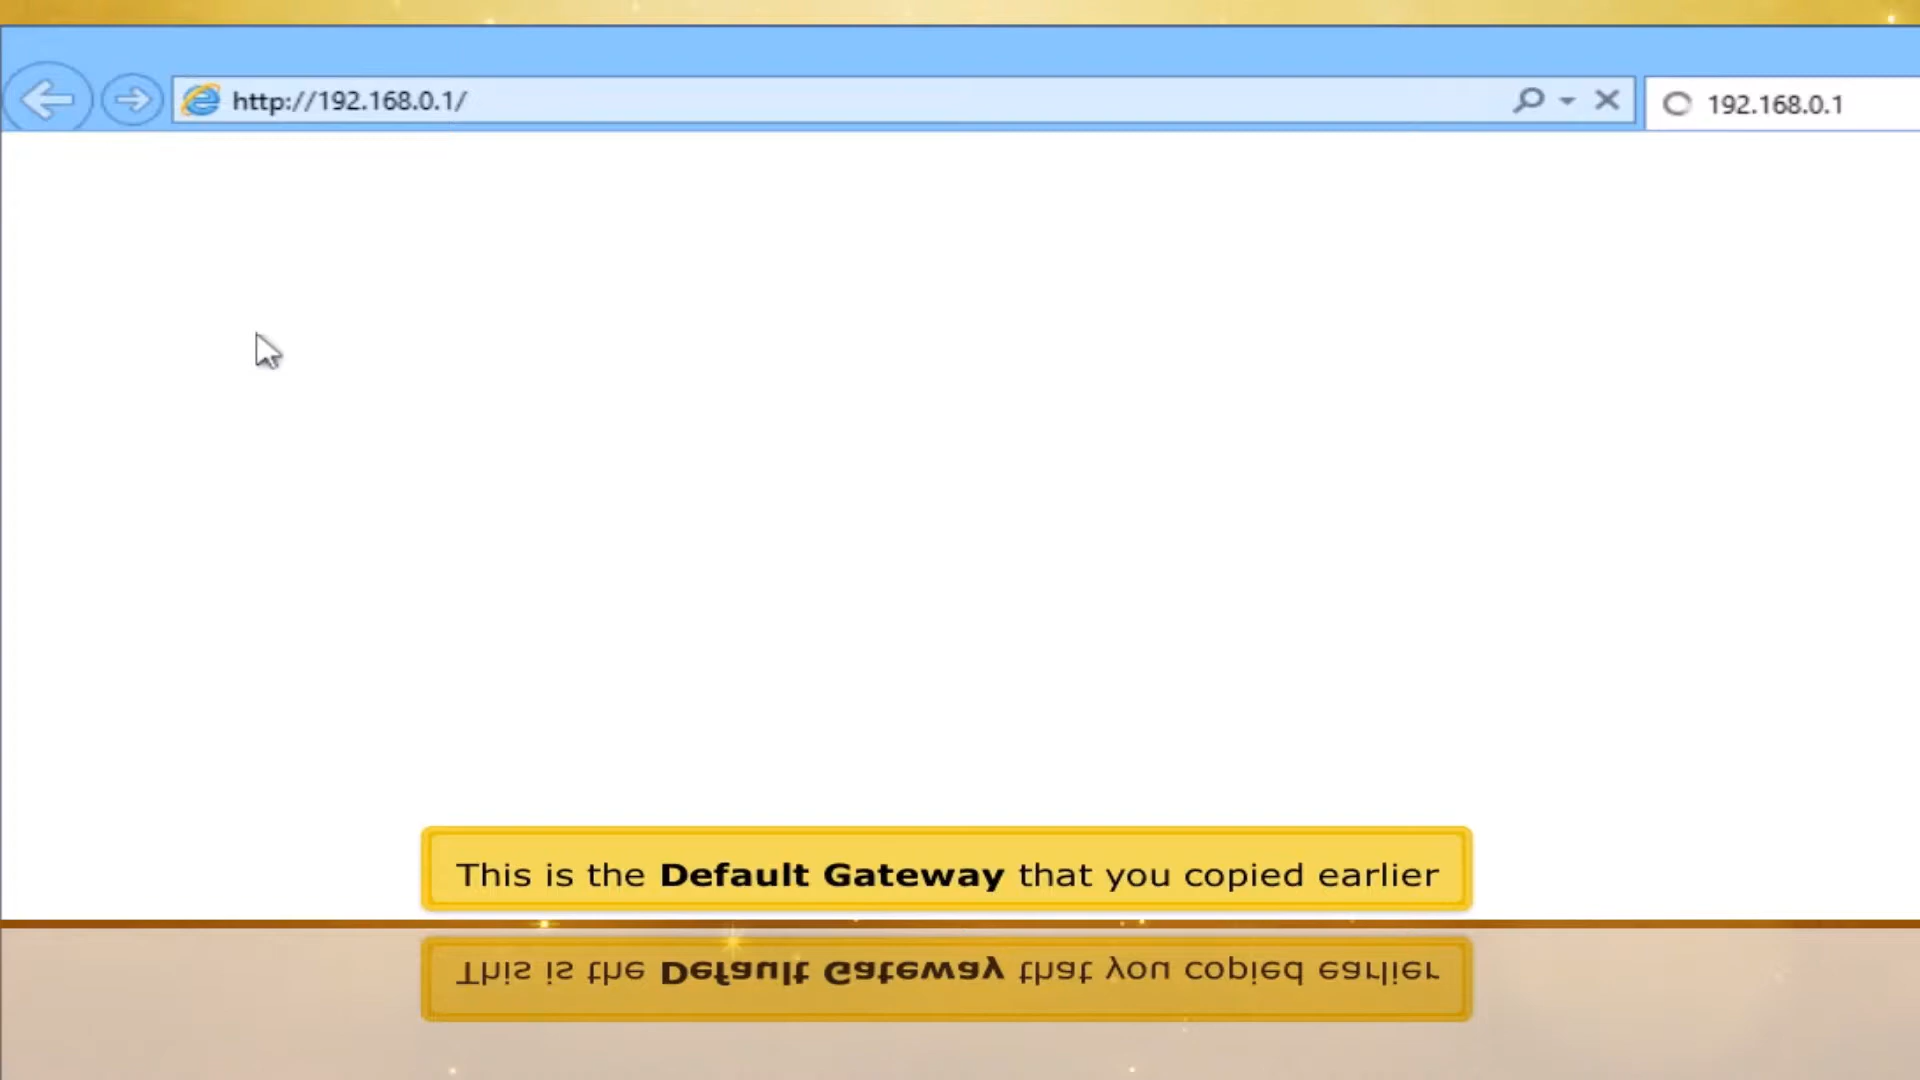 http://192.168.0.1/
192.168.0.1
This is the Default Gateway that you copied earlier
This is the Default Gateway that you copied earlier